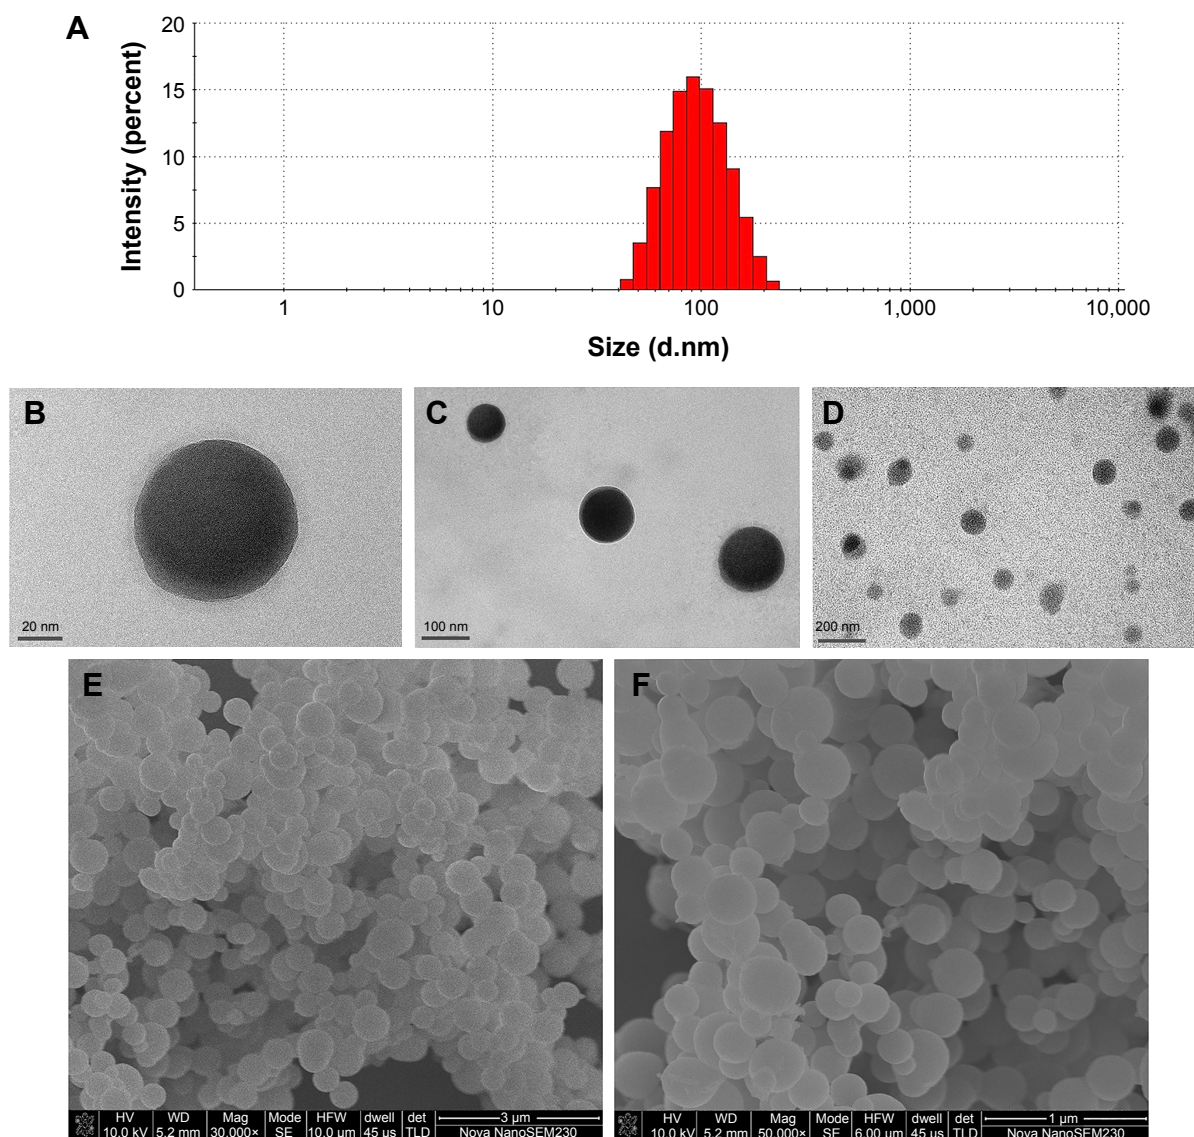 A
Intensity (percent)
20
15
10
5
0
1
10
100
1,000
10,000
Size (d.nm)
B
20 nm
C
100 nm
D
200 nm
E
HV WD Mag Mode HFW dwell det 3 µm
10.0 kV 5.2 mm 30,000× SE 10.0 µm 45 µs TLD Nova NanoSEM230
F
HV WD Mag Mode HFW dwell det 1 µm
10.0 kV 5.2 mm 50,000× SE 6.00 µm 45 µs TLD Nova NanoSEM230